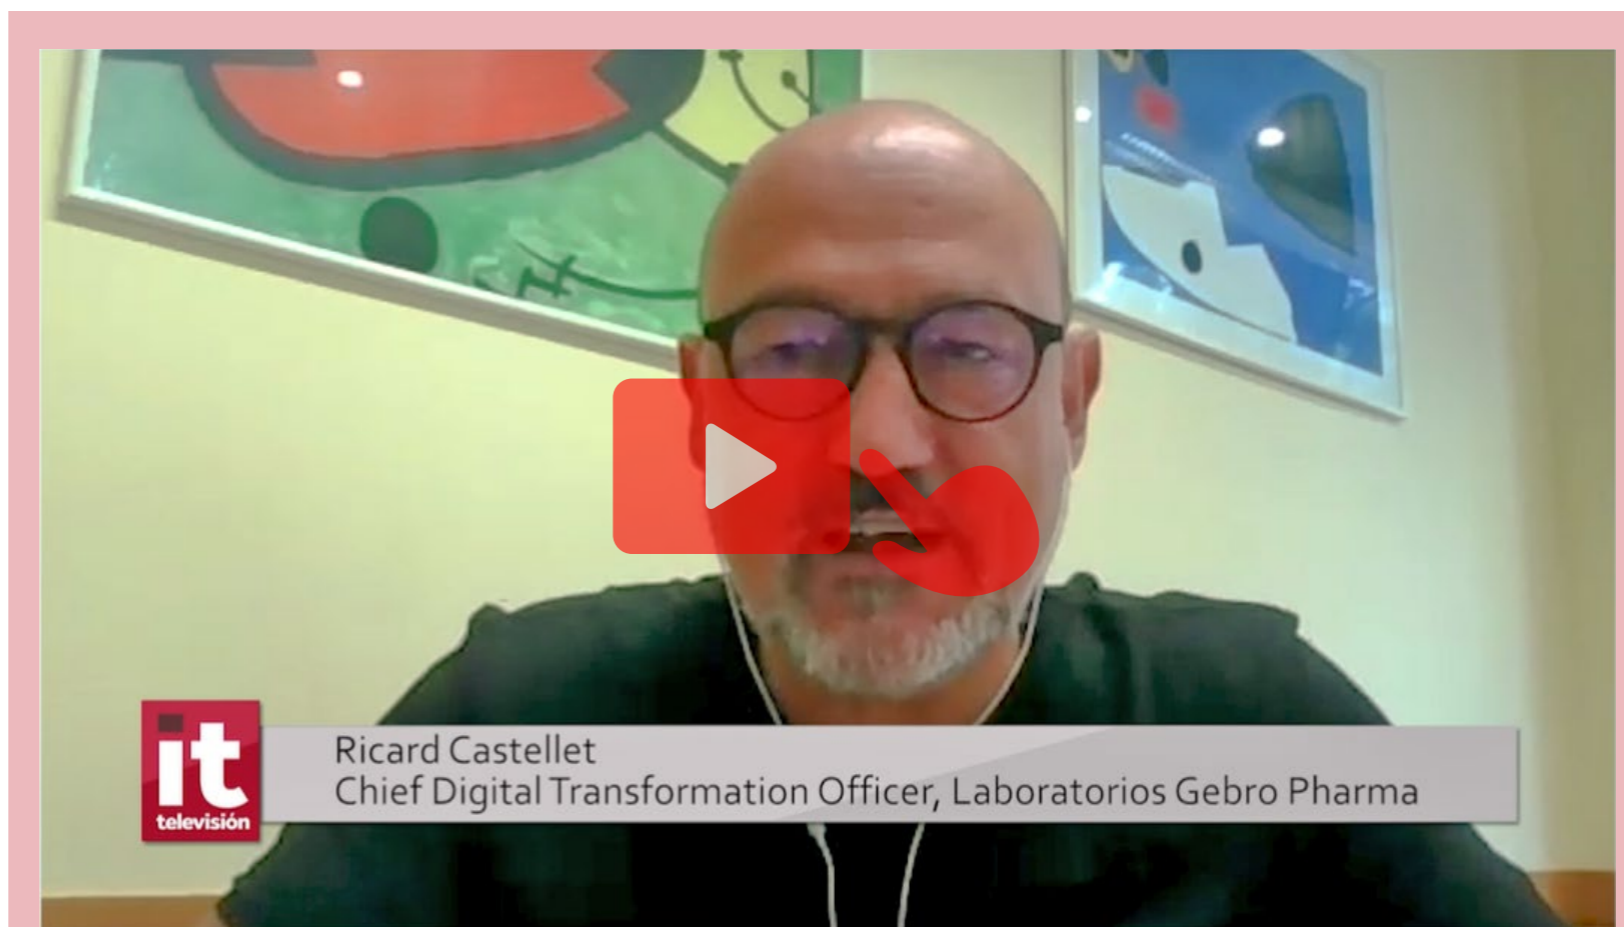 it
televisión
Ricard Castellet
Chief Digital Transformation Officer, Laboratorios Gebro Pharma